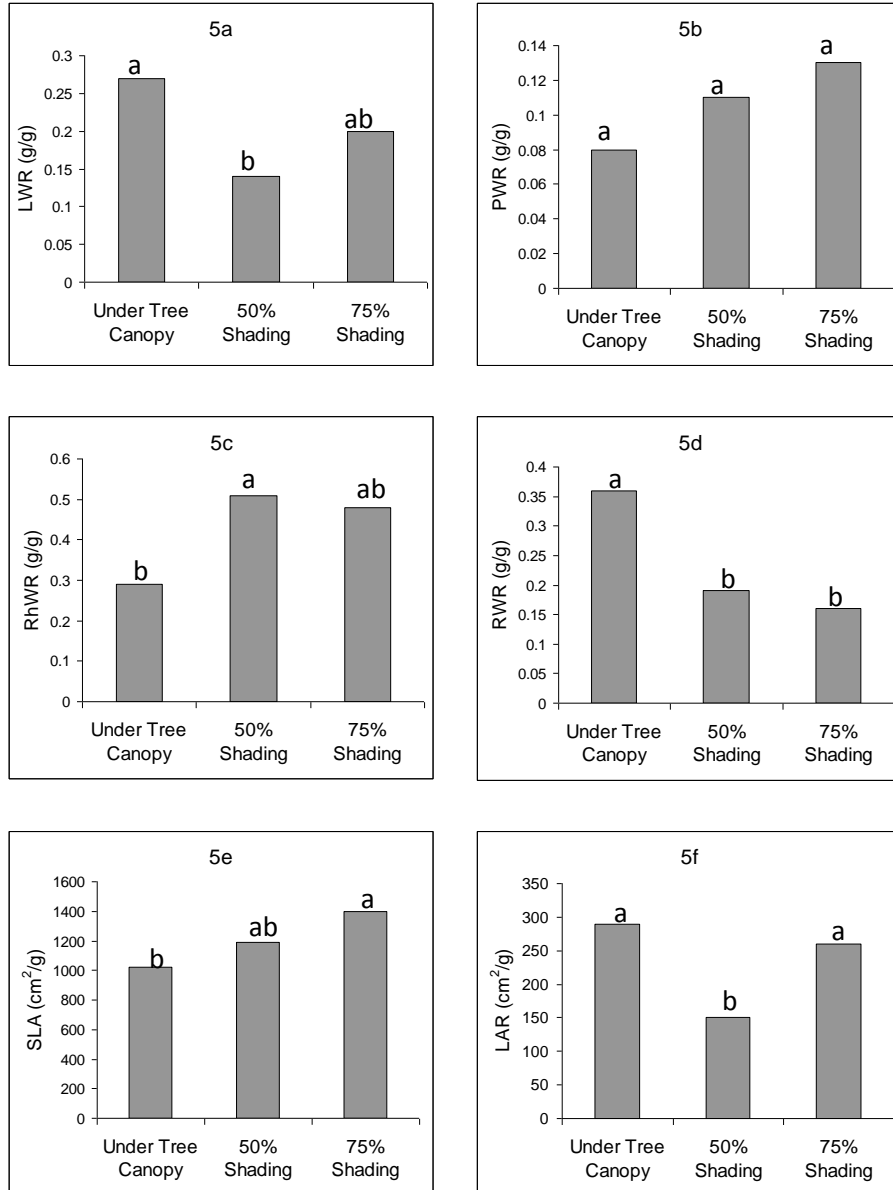 5a
LWR (g/g)
0.3
0.25
0.2
0.15
0.1
0.05
0
a
b
ab
Under Tree Canopy
50% Shading
75% Shading
5b
PWR (g/g)
0.14
0.12
0.1
0.08
0.06
0.04
0.02
0
a
a
a
Under Tree Canopy
50% Shading
75% Shading
5c
RhWR (g/g)
0.6
0.5
0.4
0.3
0.3
0.1
0
b
a
ab
Under Tree Canopy
50% Shading
75% Shading
5d
RWR (g/g)
0.4
0.35
0.3
0.25
0.2
0.15
0.1
0.05
0
a
b
b
Under Tree Canopy
50% Shading
75% Shading
5e
SLA (cm²/g)
1600
1400
1200
1000
800
600
400
200
0
b
ab
a
Under Tree Canopy
50% Shading
75% Shading
5f
LAR (cm²/g)
350
300
250
200
150
100
50
0
a
b
a
Under Tree Canopy
50% Shading
75% Shading